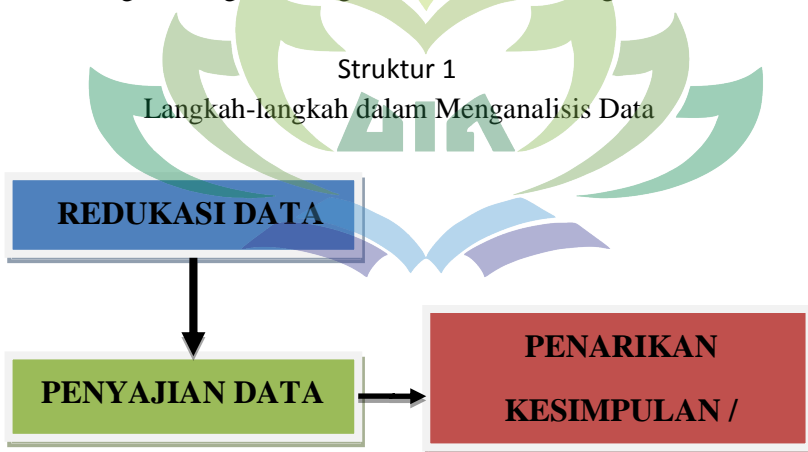 Struktur 1
Langkah-langkah dalam Menganalisis Data
REDUKASI DATA
PENYAJIAN DATA
PENARIKAN
KESIMPULAN /